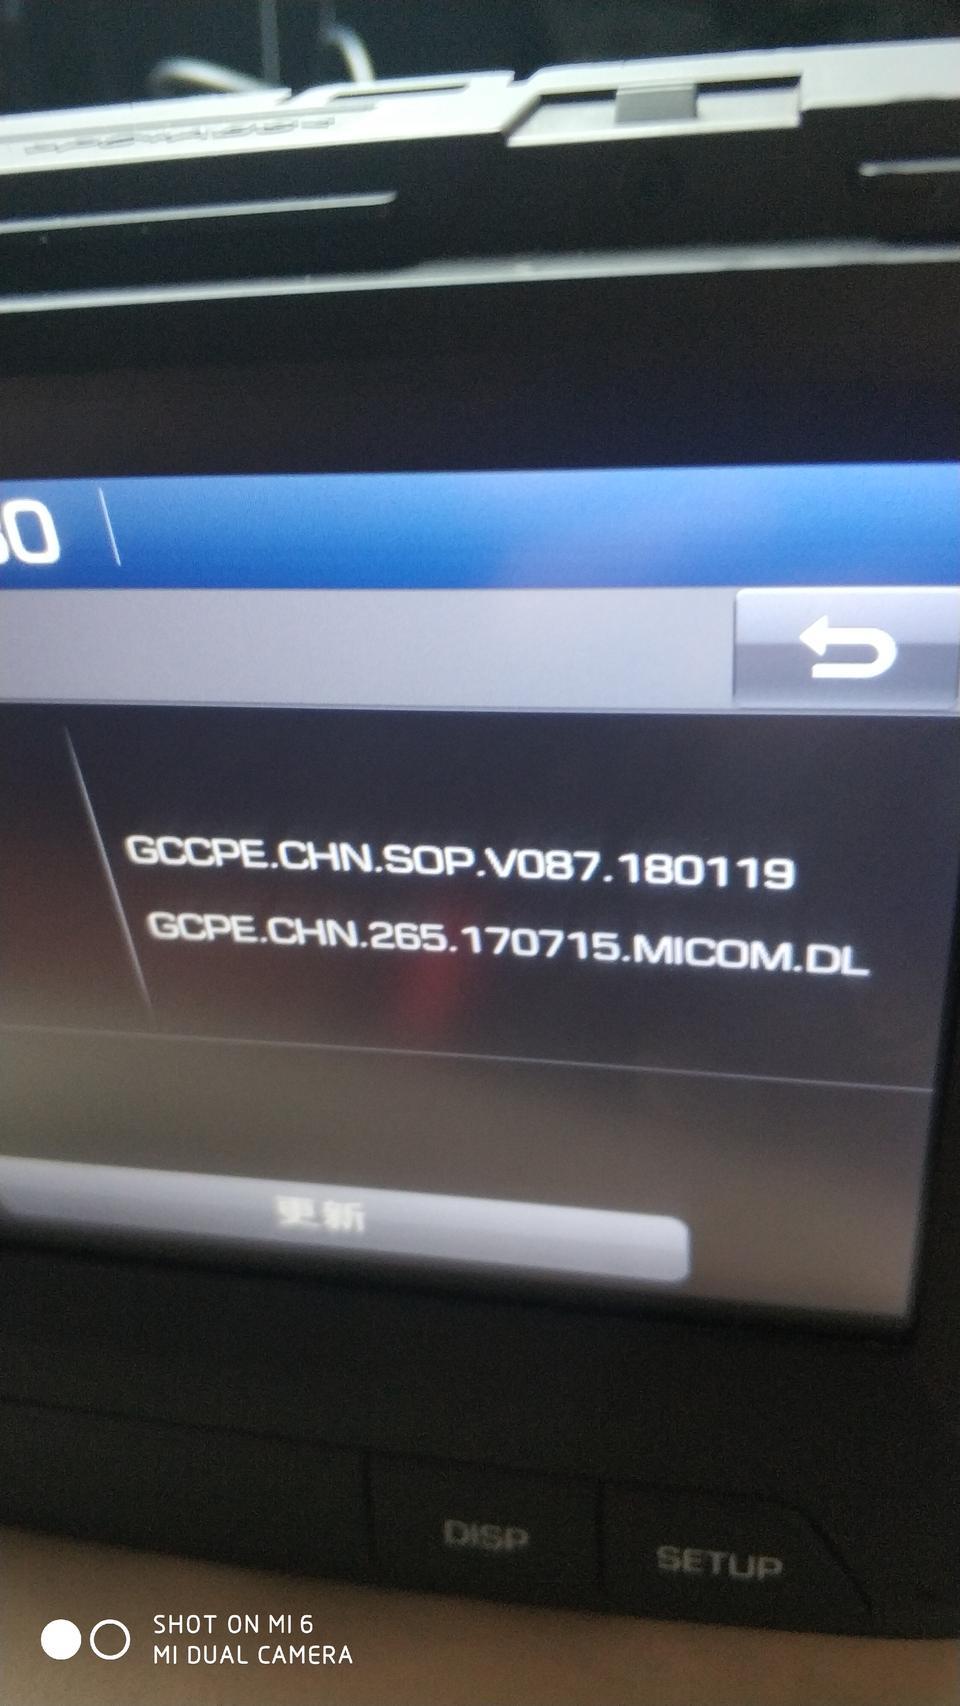 GCCPE.CHN.SOP.V087.180119
GCPE.CHN.265.170715.MICOM.DL
更新
DISP
SETUP
SHOT ON MI 6
MI DUAL CAMERA